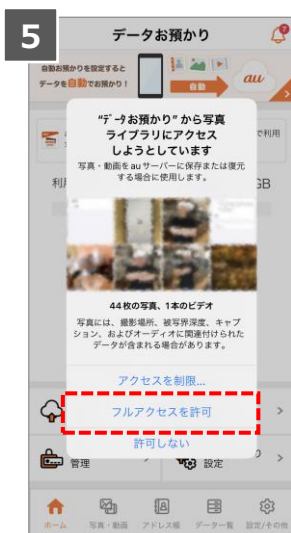 5
データお預かり
自動お預かりを設定すると
データを自動でお預かり！
自動
au
で利用
利
GB
"データお預かり"から写真
ライブラリにアクセス
しようとしています
写真・動画をauサーバーに保存または復元
する場合に使用します。
44枚の写真、1本のビデオ
写真には、撮影場所、被写界深度、キャプ
ション、およびオーディオに関連付けられた
データが含まれる場合があります。
アクセスを制限...
フルアクセスを許可
許可しない
管理
設定
ホーム
写真・動画
アドレス帳
データ一覧
設定/その他